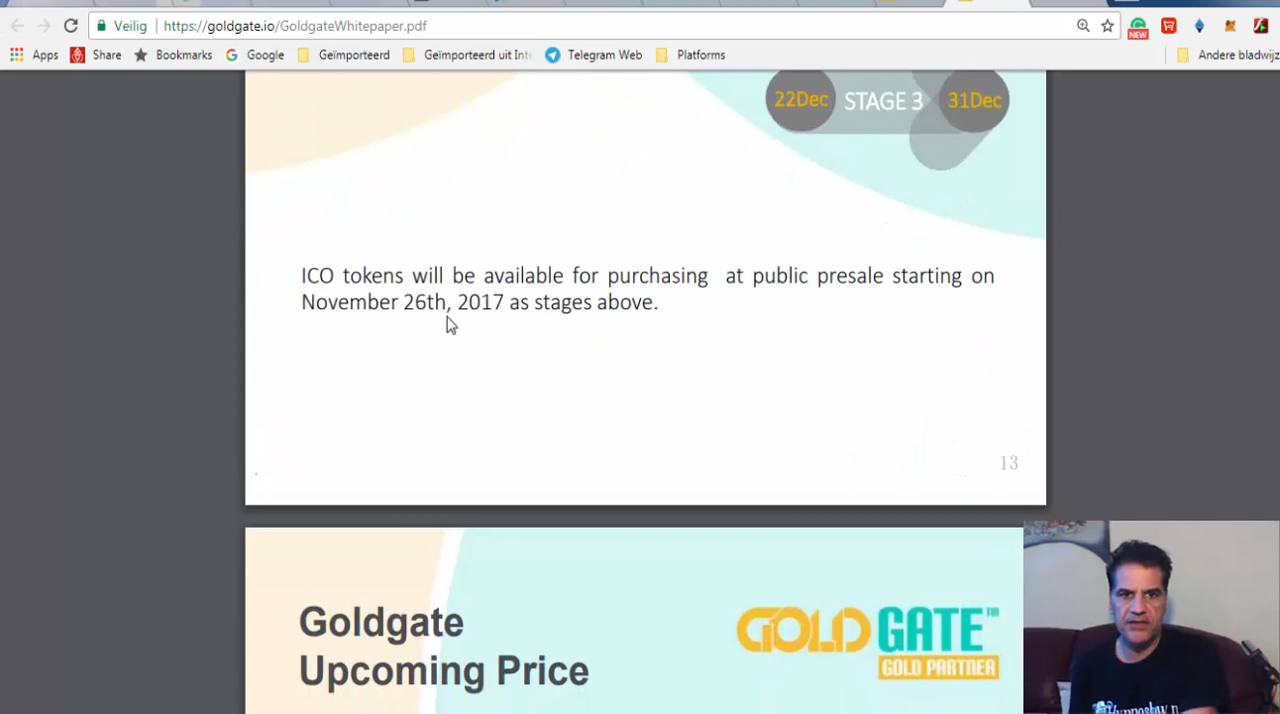 Veilig https://goldgate.io/GoldgateWhitepaper.pdf
NEW
Apps Share Bookmarks Google Geïmporteerd Geïmporteerd uit Telegram Web Platforms Andere bladwijz
22Dec STAGE 3 31Dec
ICO tokens will be available for purchasing at public presale starting on
November 26th, 2017 as stages above.
13
Goldgate
Upcoming Price
GOLD GATE™
GOLD PARTNER